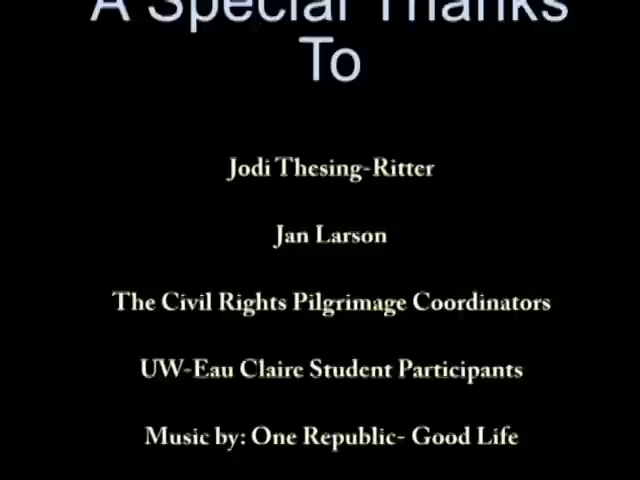 A Special Thanks
To
Jodi Thesing-Ritter
Jan Larson
The Civil Rights Pilgrimage Coordinators
UW-Eau Claire Student Participants
Music by: One Republic- Good Life